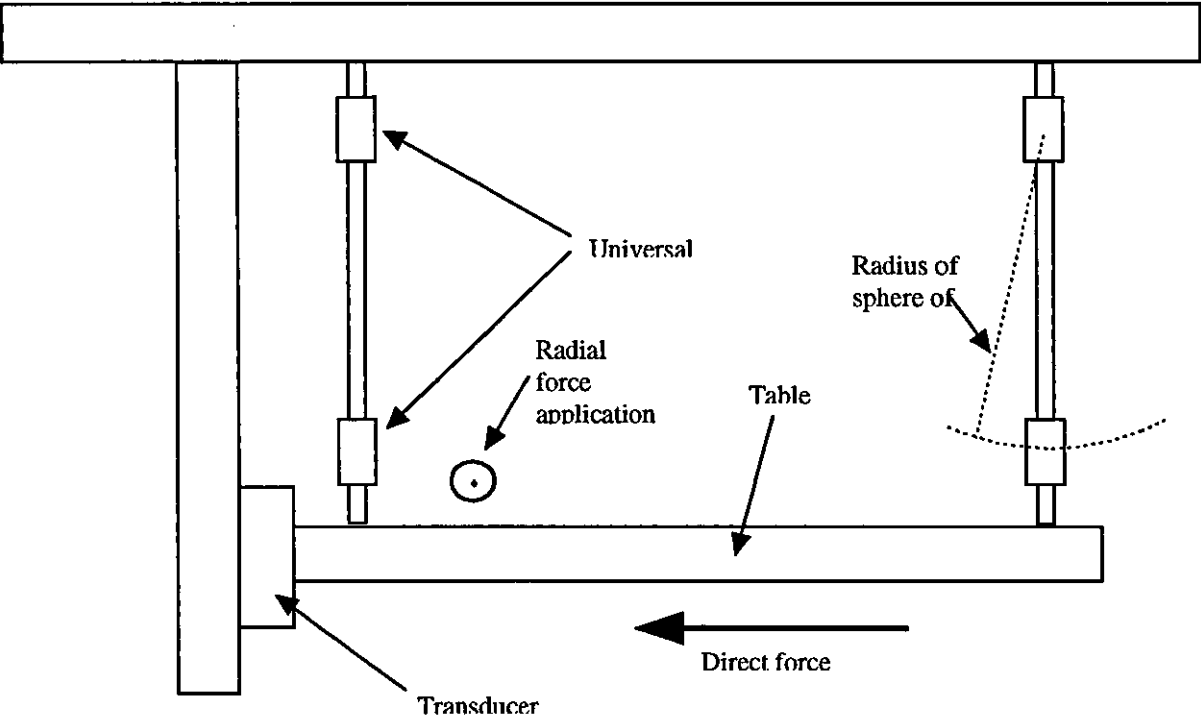 Universal
Radius of
sphere of
Radial
force
application
Table
Direct force
Transducer